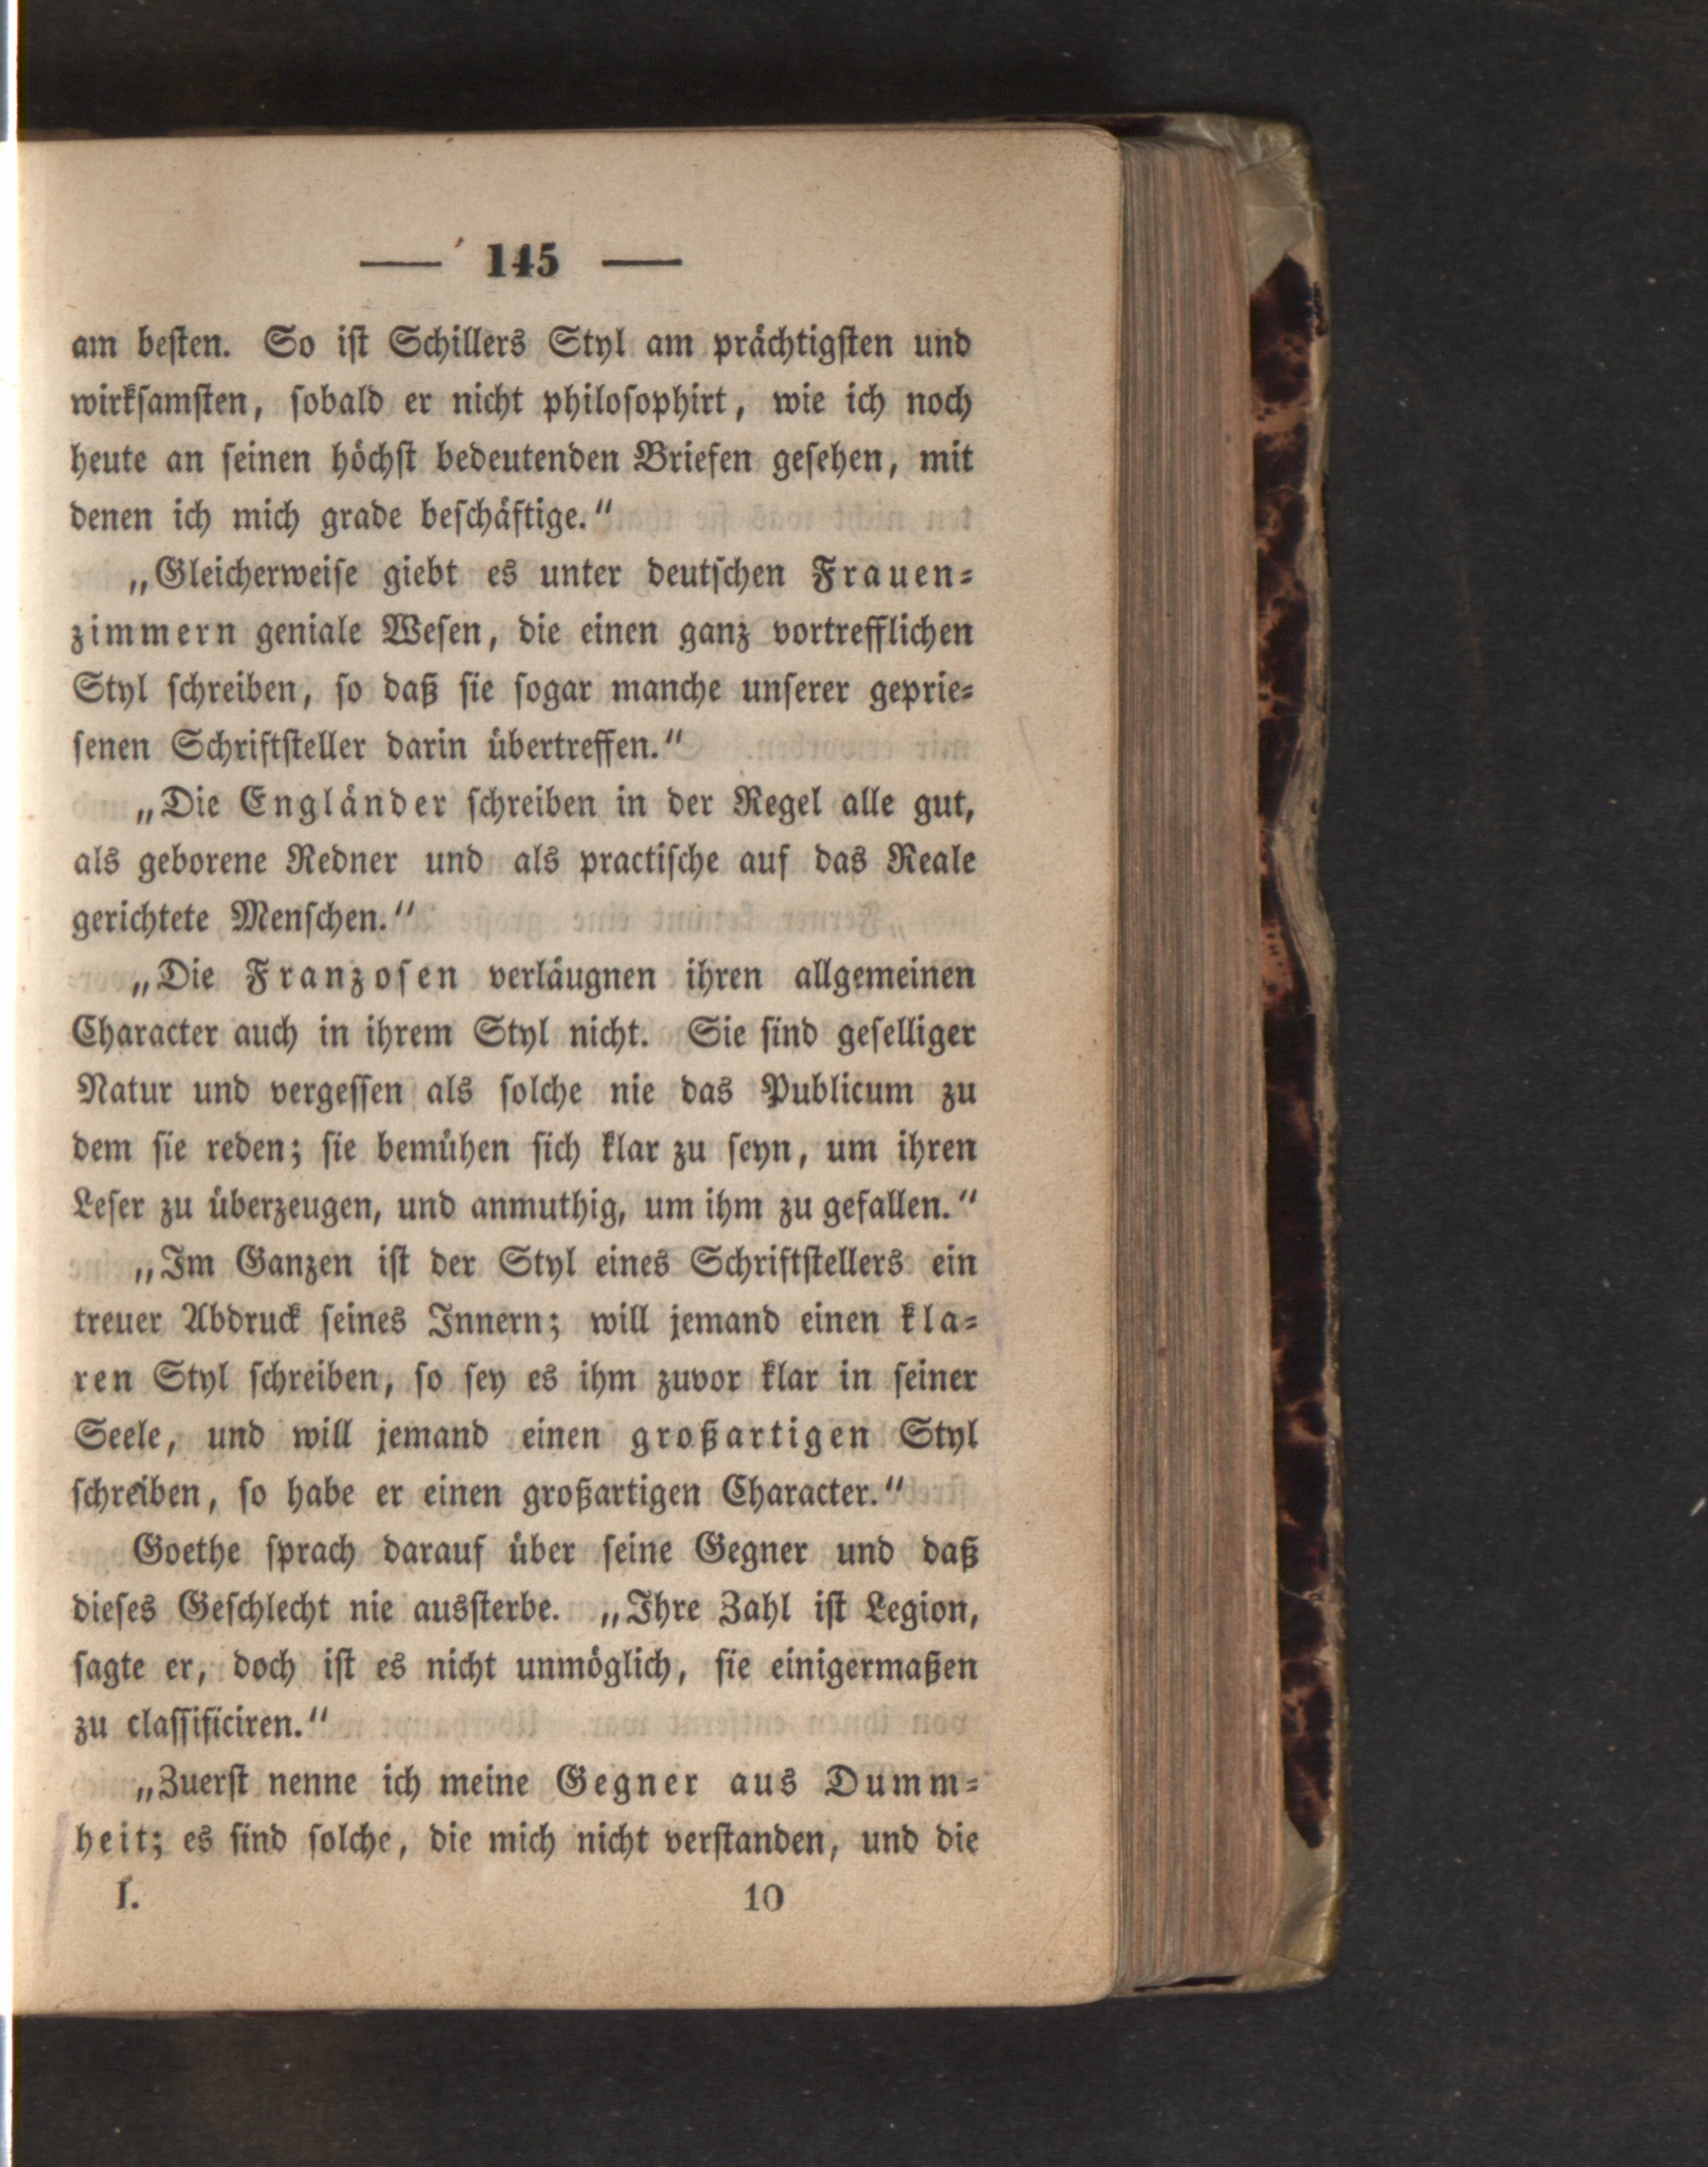 — 145 —
am besten. So ist Schillers Styl am prächtigsten und
wirksamsten, sobald er nicht philosophirt, wie ich noch
heute an seinen höchst bedeutenden Briefen gesehen, mit
denen ich mich grade beschäftige."
„Gleicherweise giebt es unter deutschen Frauen-
zimmern geniale Wesen, die einen ganz vortrefflichen
Styl schreiben, so daß sie sogar manche unserer geprie-
senen Schriftsteller darin übertreffen."
„Die Engländer schreiben in der Regel alle gut,
als geborene Redner und als practische auf das Reale
gerichtete Menschen."
„Die Franzosen verläugnen ihren allgemeinen
Character auch in ihrem Styl nicht. Sie sind geselliger
Natur und vergessen als solche nie das Publicum zu
dem sie reden; sie bemühen sich klar zu seyn, um ihren
Leser zu überzeugen, und anmuthig, um ihm zu gefallen."
„Im Ganzen ist der Styl eines Schriftstellers ein
treuer Abdruck seines Innern; will jemand einen kla-
ren Styl schreiben, so sey es ihm zuvor klar in seiner
Seele, und will jemand einen großartigen Styl
schreiben, so habe er einen großartigen Character."
Goethe sprach darauf über seine Gegner und daß
dieses Geschlecht nie aussterbe. „Ihre Zahl ist Legion,
sagte er, doch ist es nicht unmöglich, sie einigermaßen
zu classificiren."
„Zuerst nenne ich meine Gegner aus Dumm-
heit; es sind solche, die mich nicht verstanden, und die
I. 10